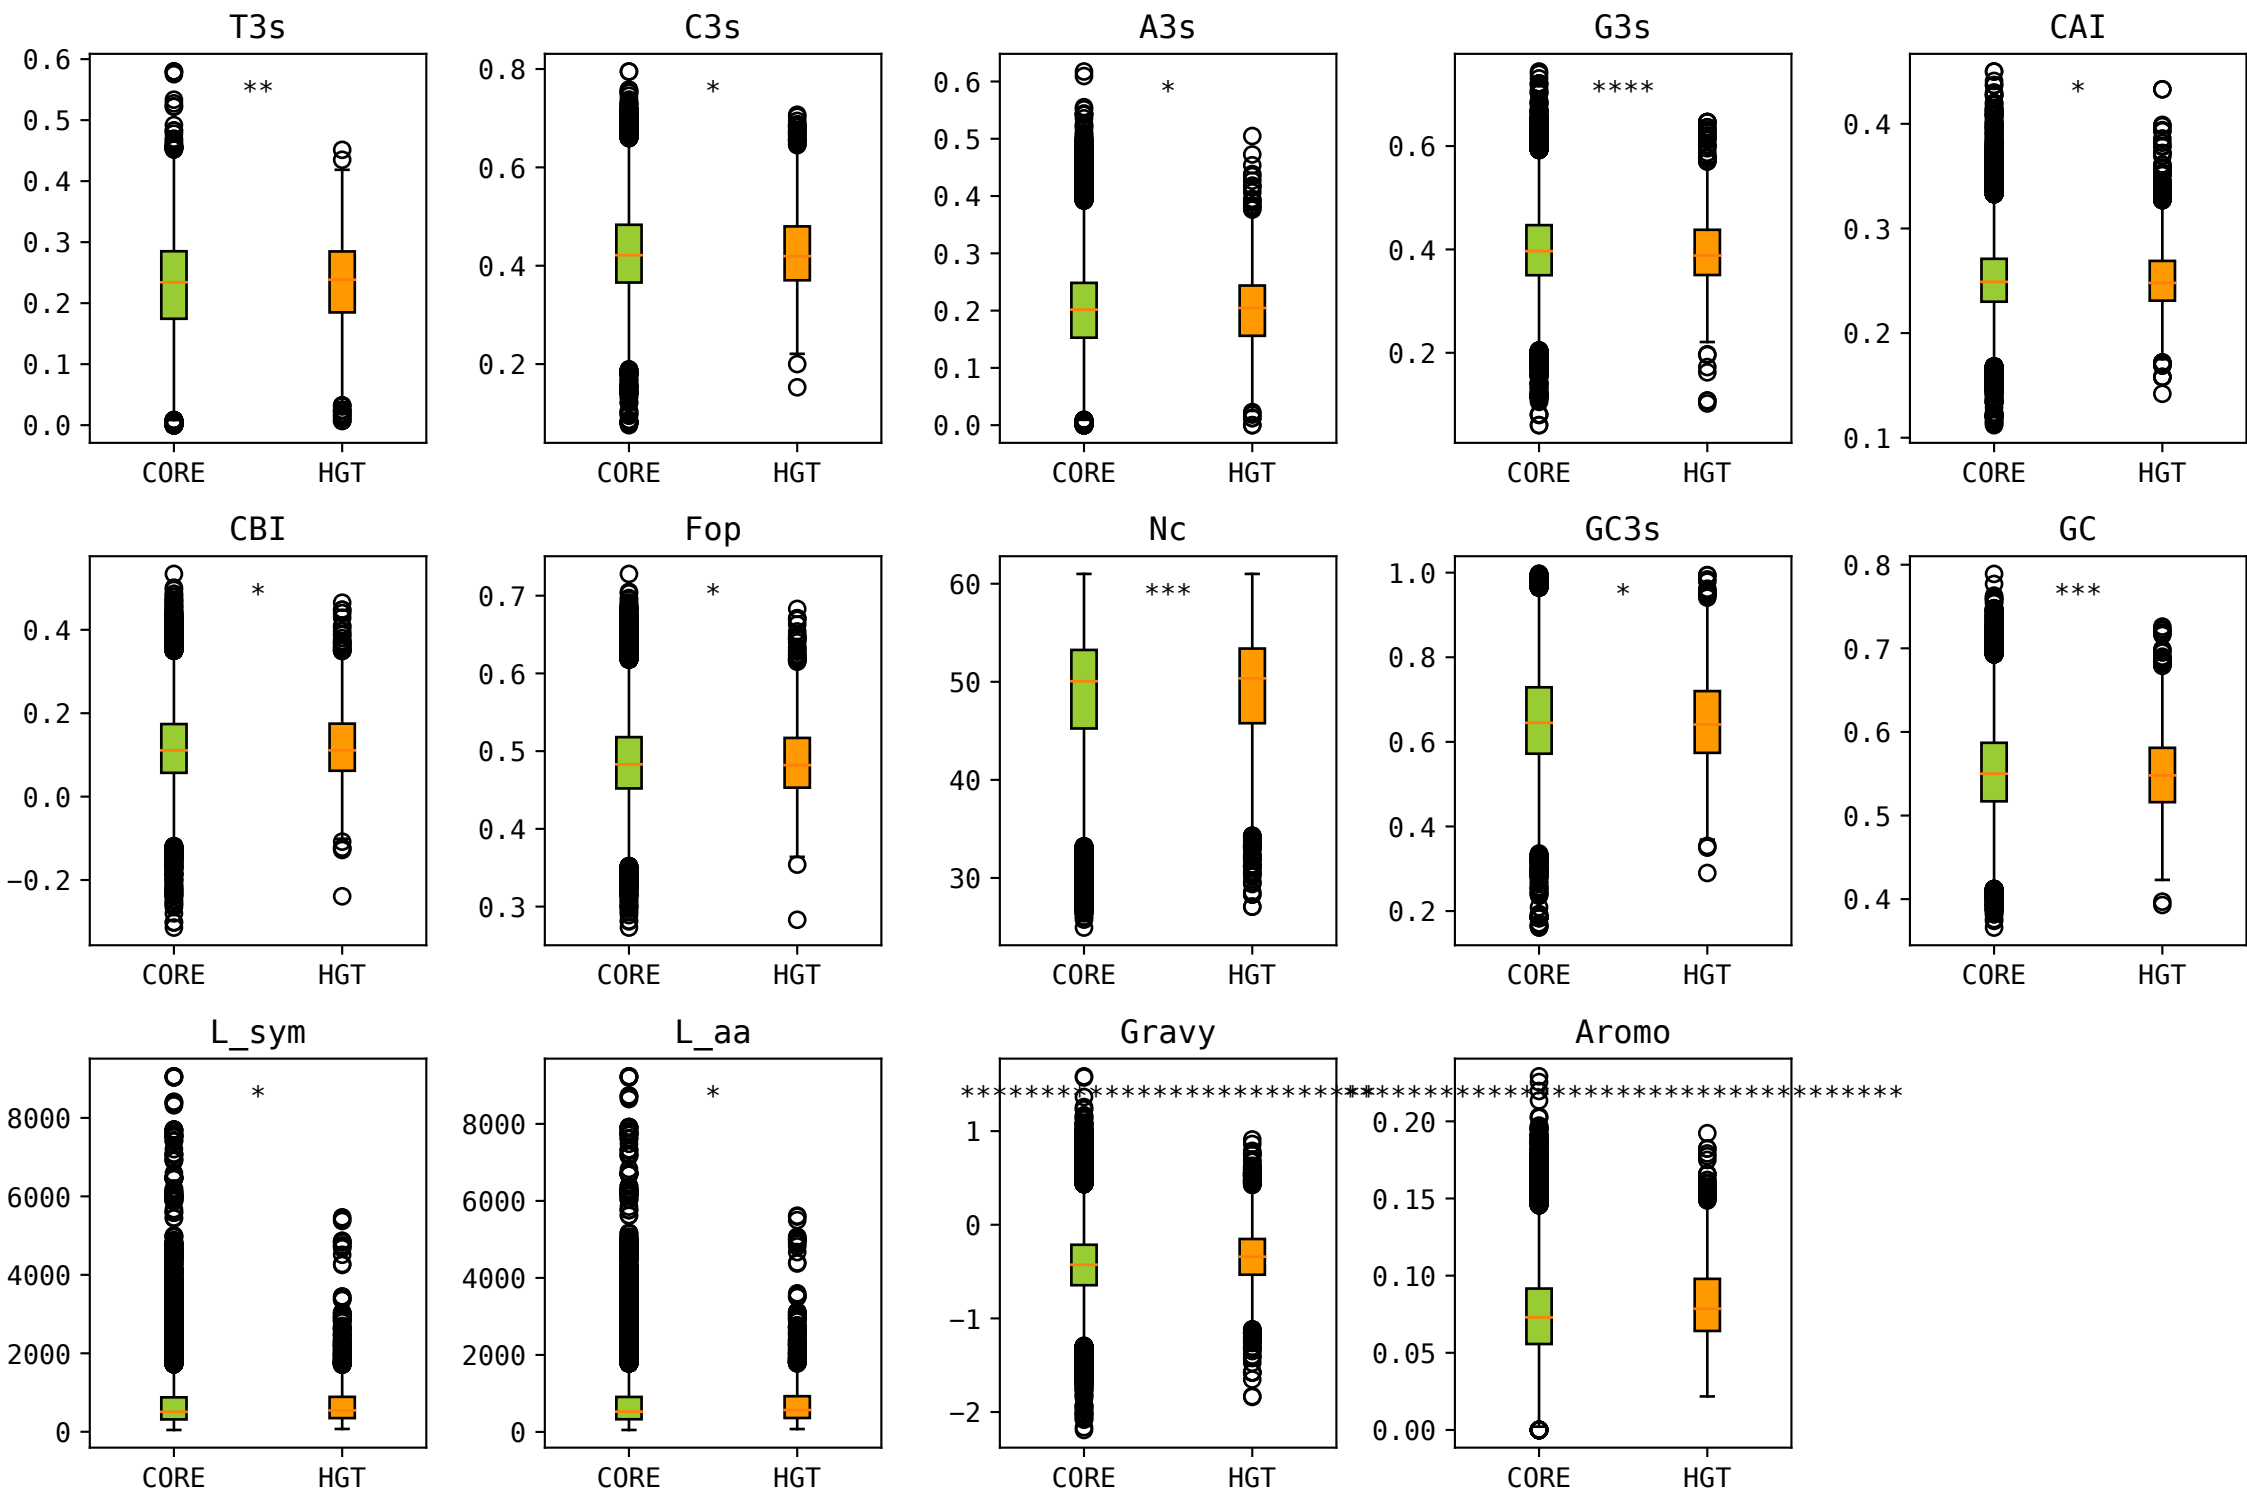 T3s
0.6
0.5
0.4
0.3
0.2
0.1
0.0
**
CORE HGT
C3s
0.8
0.6
0.4
0.2
*
CORE HGT
A3s
0.6
0.5
0.4
0.3
0.2
0.1
0.0
*
CORE HGT
G3s
0.6
0.4
0.2
****
CORE HGT
CAI
0.4
0.3
0.2
0.1
*
CORE HGT
CBI
0.4
0.2
0.0
−0.2
*
CORE HGT
Fop
0.7
0.6
0.5
0.4
0.3
*
CORE HGT
Nc
60
50
40
30
***
CORE HGT
GC3s
1.0
0.8
0.6
0.4
0.2
*
CORE HGT
GC
0.8
0.7
0.6
0.5
0.4
***
CORE HGT
L_sym
8000
6000
4000
2000
0
*
CORE HGT
L_aa
8000
6000
4000
2000
0
*
CORE HGT
Gravy
1
0
−1
−2
CORE HGT
Aromo
0.20
0.15
0.10
0.05
0.00
CORE HGT